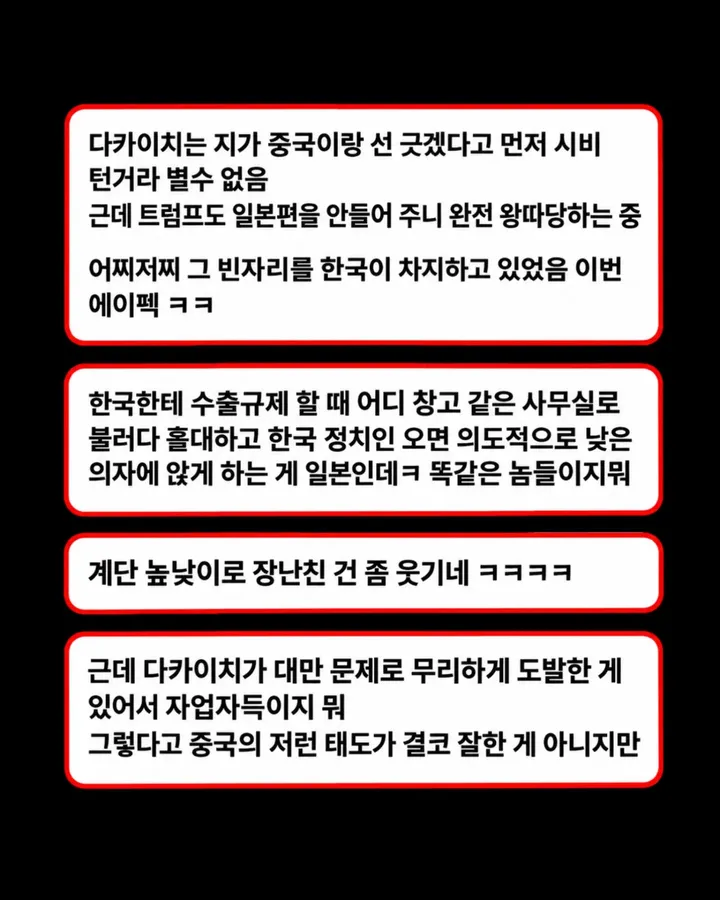 다카이치는 지가 중국이랑 선 긋겠다고 먼저 시비
턴거라 별수 없음
근데 트럼프도 일본편을 안들어 주니 완전 왕따당하는 중
어찌저찌 그 빈자리를 한국이 차지하고 있었음 이번
에이펙 ㅋㅋ
한국한테 수출규제 할 때 어디 창고 같은 사무실로
불러다 홀대하고 한국 정치인 오면 의도적으로 낮은
의자에 앉게 하는 게 일본인데ㅋ 똑같은 놈들이지뭐
계단 높낮이로 장난친 건 좀 웃기네 ㅋㅋㅋㅋ
근데 다카이치가 대만 문제로 무리하게 도발한 게
있어서 자업자득이지 뭐
그렇다고 중국의 저런 태도가 결코 잘한 게 아니지만